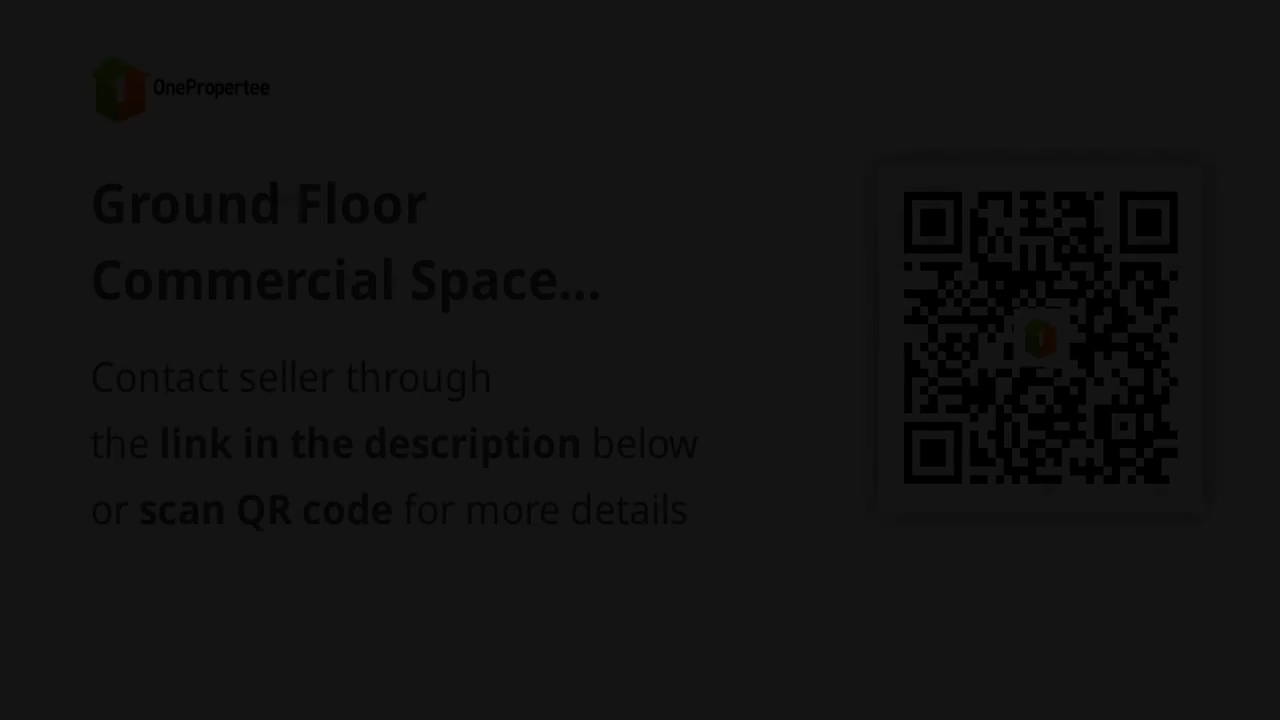 OnePropertee
Ground Floor
Commercial Space...
Contact seller through
the link in the description below
or scan QR code for more details